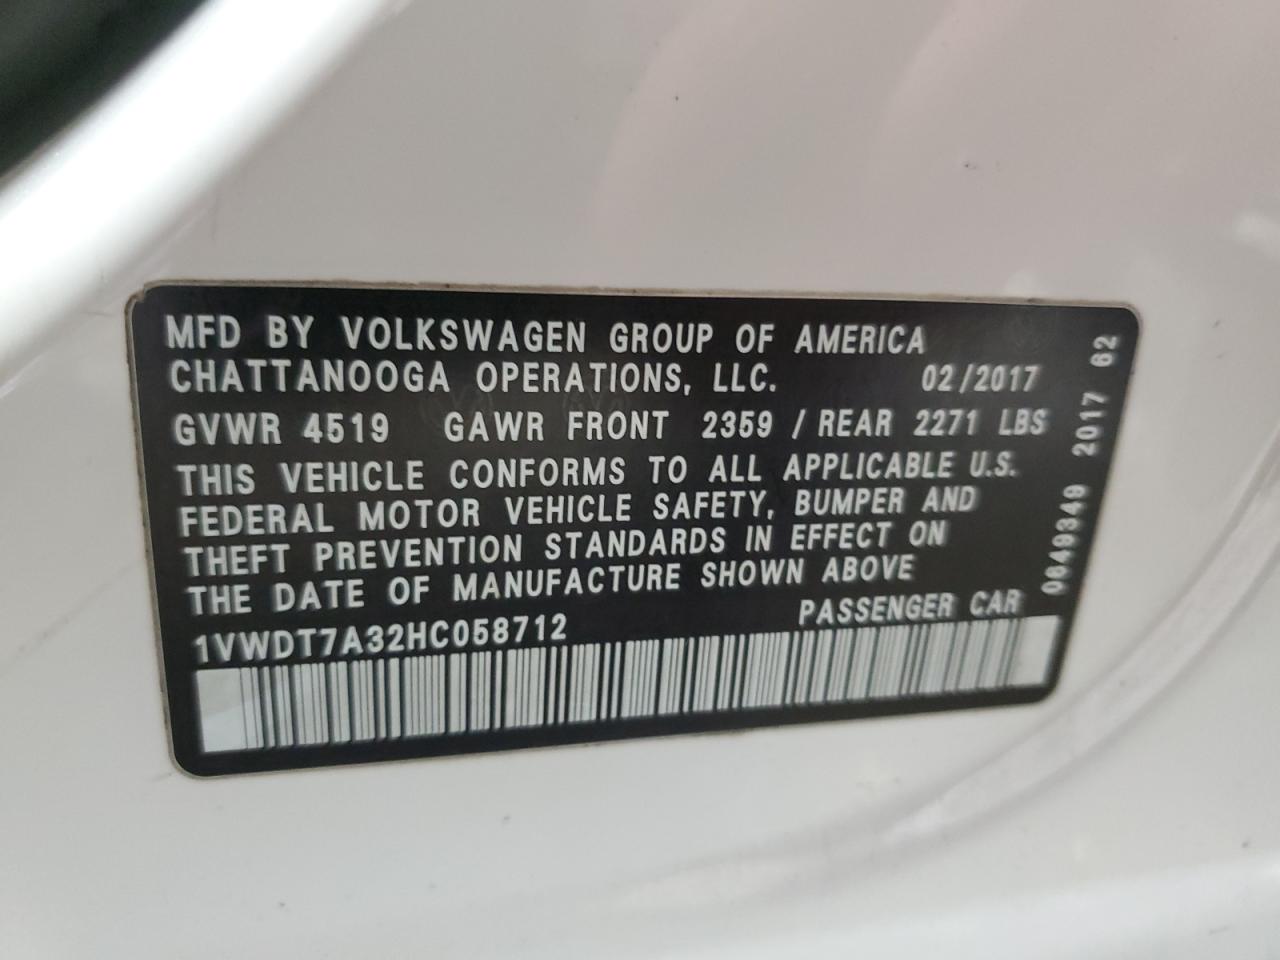 MFD BY VOLKSWAGEN GROUP OF AMERICA
CHATTANOOGA OPERATIONS, LLC. 02/2017
GVWR 4519 GAWR FRONT 2359 / REAR 2271 LBS
THIS VEHICLE CONFORMS TO ALL APPLICABLE U.S.
FEDERAL MOTOR VEHICLE SAFETY, BUMPER AND
THEFT PREVENTION STANDARDS IN EFFECT ON
THE DATE OF MANUFACTURE SHOWN ABOVE
1VWDT7A32HC058712 PASSENGER CAR
0649349 2017 62